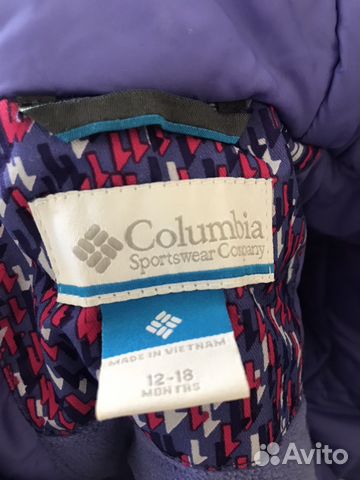 Columbia
Sportswear Company
MADE IN VIETNAM
12-18
MONTHS
Avito